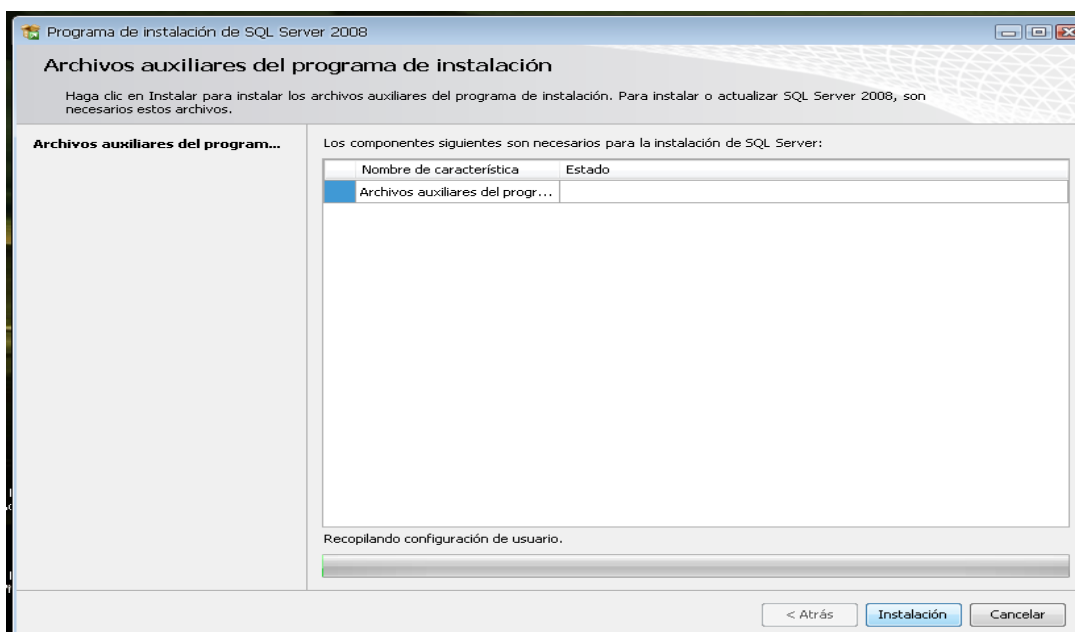 Programa de instalación de SQL Server 2008
Archivos auxiliares del programa de instalación
Haga clic en Instalar para instalar los archivos auxiliares del programa de instalación. Para instalar o actualizar SQL Server 2008, son
necesarios estos archivos.
Archivos auxiliares del program...
Los componentes siguientes son necesarios para la instalación de SQL Server:
Nombre de característica Estado
Archivos auxiliares del progr...
Recopilando configuración de usuario.
< Atrás Instalación Cancelar